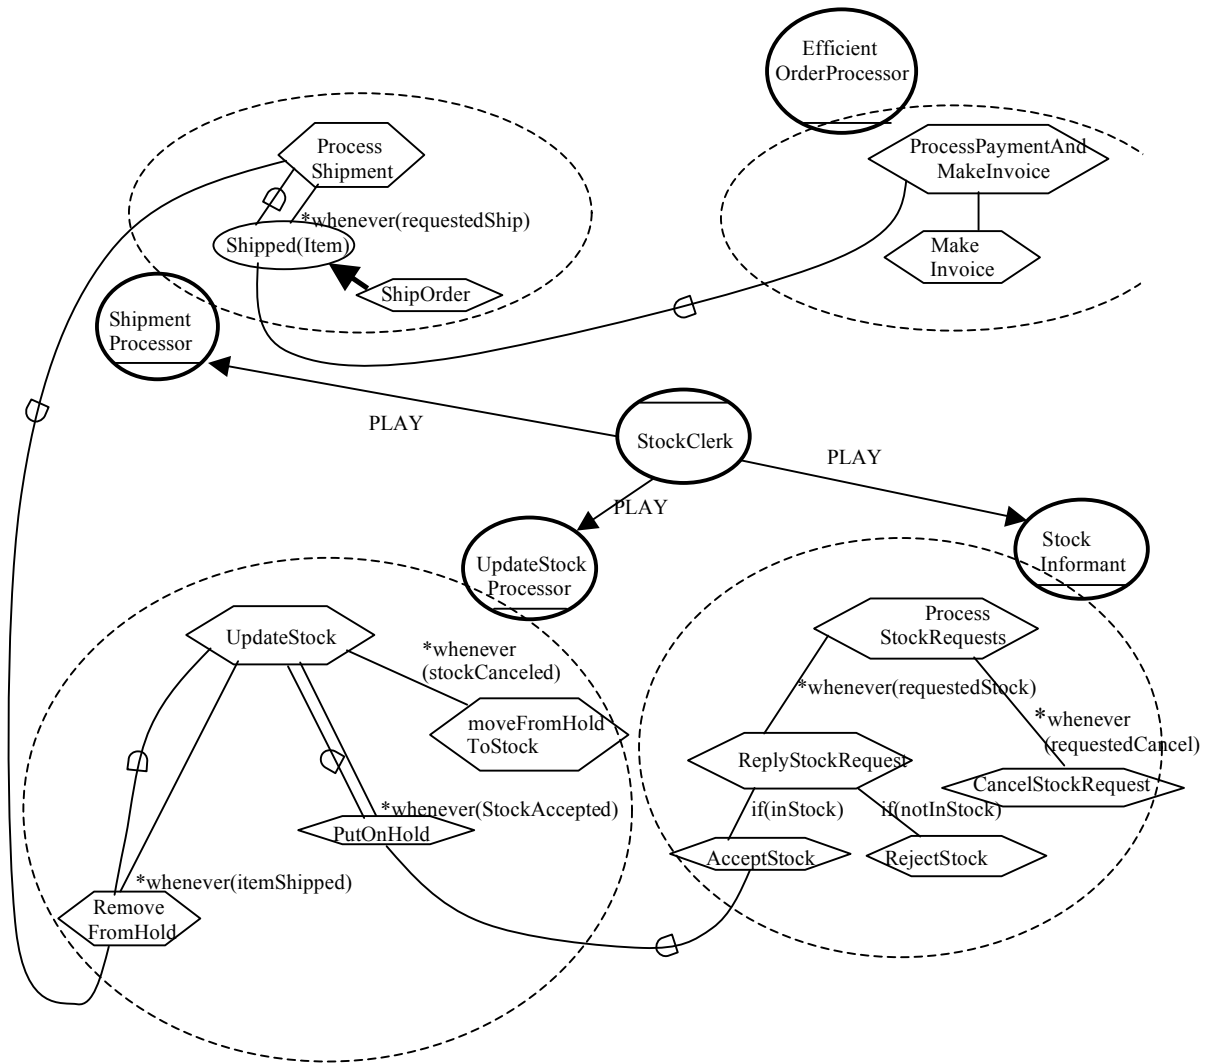 Efficient
OrderProcessor
Process
Shipment
ProcessPaymentAnd
MakeInvoice
*whenever(requestedShip)
Shipped(Item)
Make
Invoice
ShipOrder
Shipment
Processor
PLAY
StockClerk
PLAY
PLAY
UpdateStock
Processor
Stock
Informant
UpdateStock
*whenever
(stockCanceled)
moveFromHold
ToStock
*whenever(StockAccepted)
PutOnHold
*whenever(itemShipped)
Remove
FromHold
Process
StockRequests
*whenever(requestedStock)
*whenever
(requestedCancel)
ReplyStockRequest
CancelStockRequest
if(inStock)
if(notInStock)
AcceptStock
RejectStock